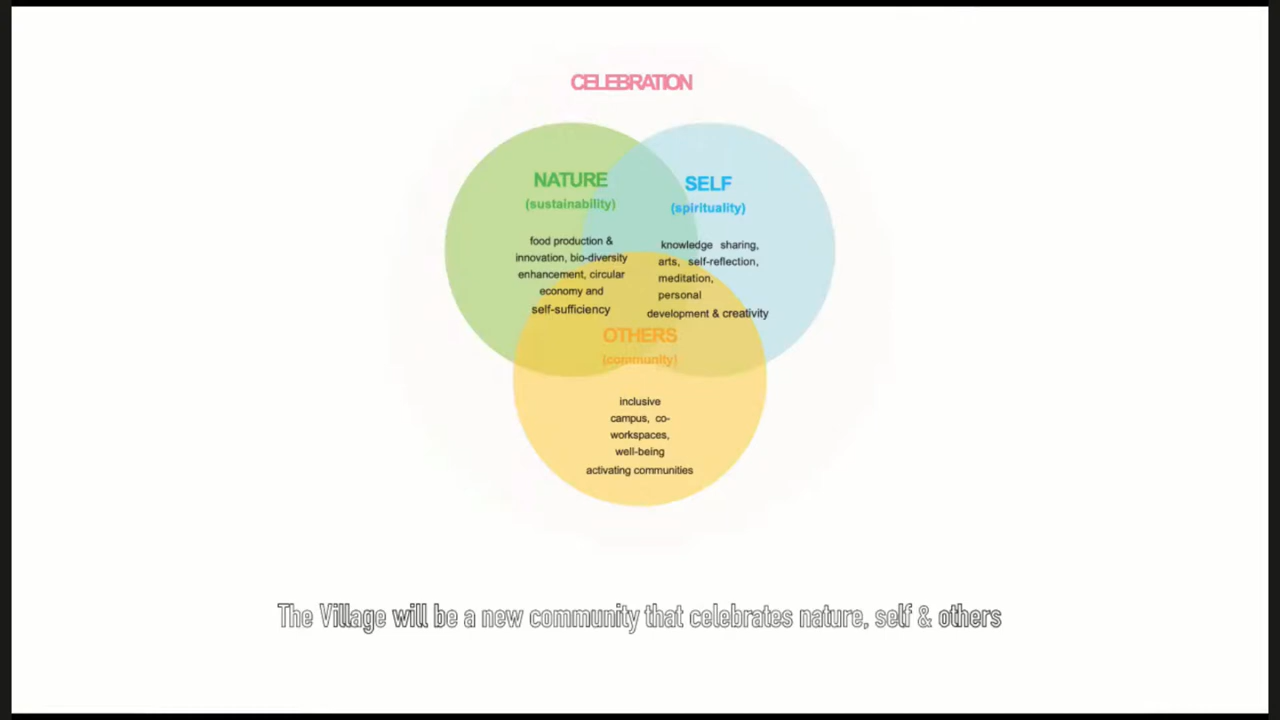 CELEBRATION
NATURE
(sustainability)
food production &
innovation, bio-diversity
enhancement, circular
economy and
self-sufficiency
SELF
(spirituality)
knowledge sharing,
arts, self-reflection,
meditation,
personal
development & creativity
OTHERS
(community)
inclusive
campus, co-
workspaces,
well-being
activating communities
The Village will be a new community that celebrates nature, self & others